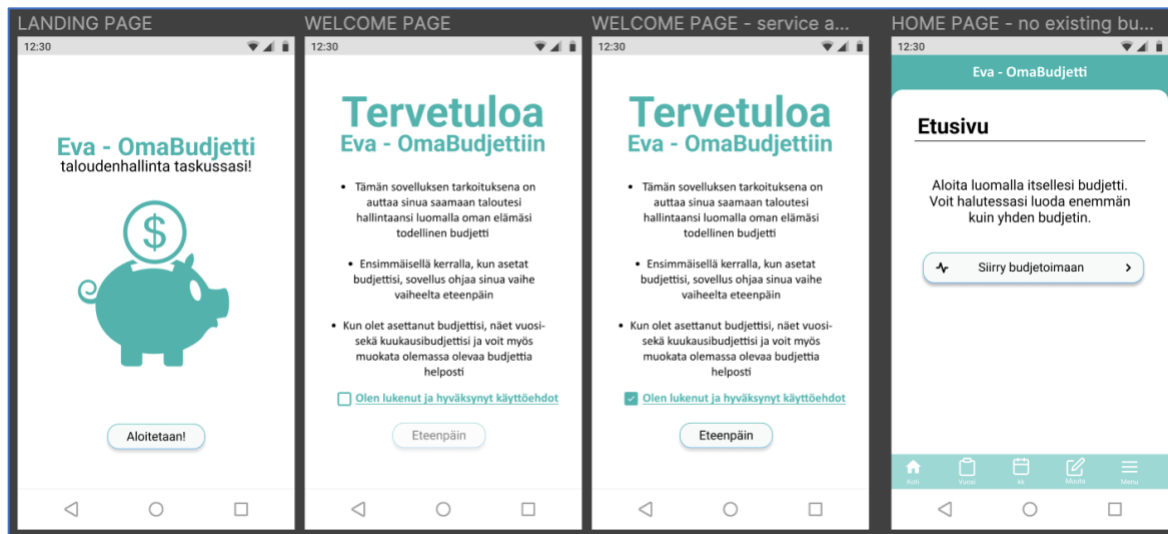 LANDING PAGE
12:30
Eva - OmaBudjetti
taloudenhallinta taskussasi!
$
Aloitetaan!
WELCOME PAGE
12:30
Tervetuloa
Eva - OmaBudjettiin
• Tämän sovelluksen tarkoituksena on
auttaa sinua saamaan taloutesi
hallintaansi luomalla oman elämäsi
todellinen budjetti
• Ensimmäisellä kerralla, kun asetat
budjettisi, sovellus ohjaa sinua vaihe
vaiheelta eteenpäin
• Kun olet asettanut budjettisi, näet vuosi-
sekä kuukausibudjettisi ja voit myös
muokata olemassa olevaa budjettia
helposti
Olen lukenut ja hyväksynyt käyttöehdot
Eteenpäin
WELCOME PAGE - service a...
12:30
Tervetuloa
Eva - OmaBudjettiin
• Tämän sovelluksen tarkoituksena on
auttaa sinua saamaan taloutesi
hallintaansi luomalla oman elämäsi
todellinen budjetti
• Ensimmäisellä kerralla, kun asetat
budjettisi, sovellus ohjaa sinua vaihe
vaiheelta eteenpäin
• Kun olet asettanut budjettisi, näet vuosi-
sekä kuukausibudjettisi ja voit myös
muokata olemassa olevaa budjettia
helposti
Olen lukenut ja hyväksynyt käyttöehdot
Eteenpäin
HOME PAGE - no existing bu...
12:30
Eva - OmaBudjetti
Etusivu
Aloita luomalla itsellesi budjetti.
Voit halutessasi luoda enemmän
kuin yhden budjetin.
Siirry budjetoimaan
Koti Vuosi kk Muuta Menu